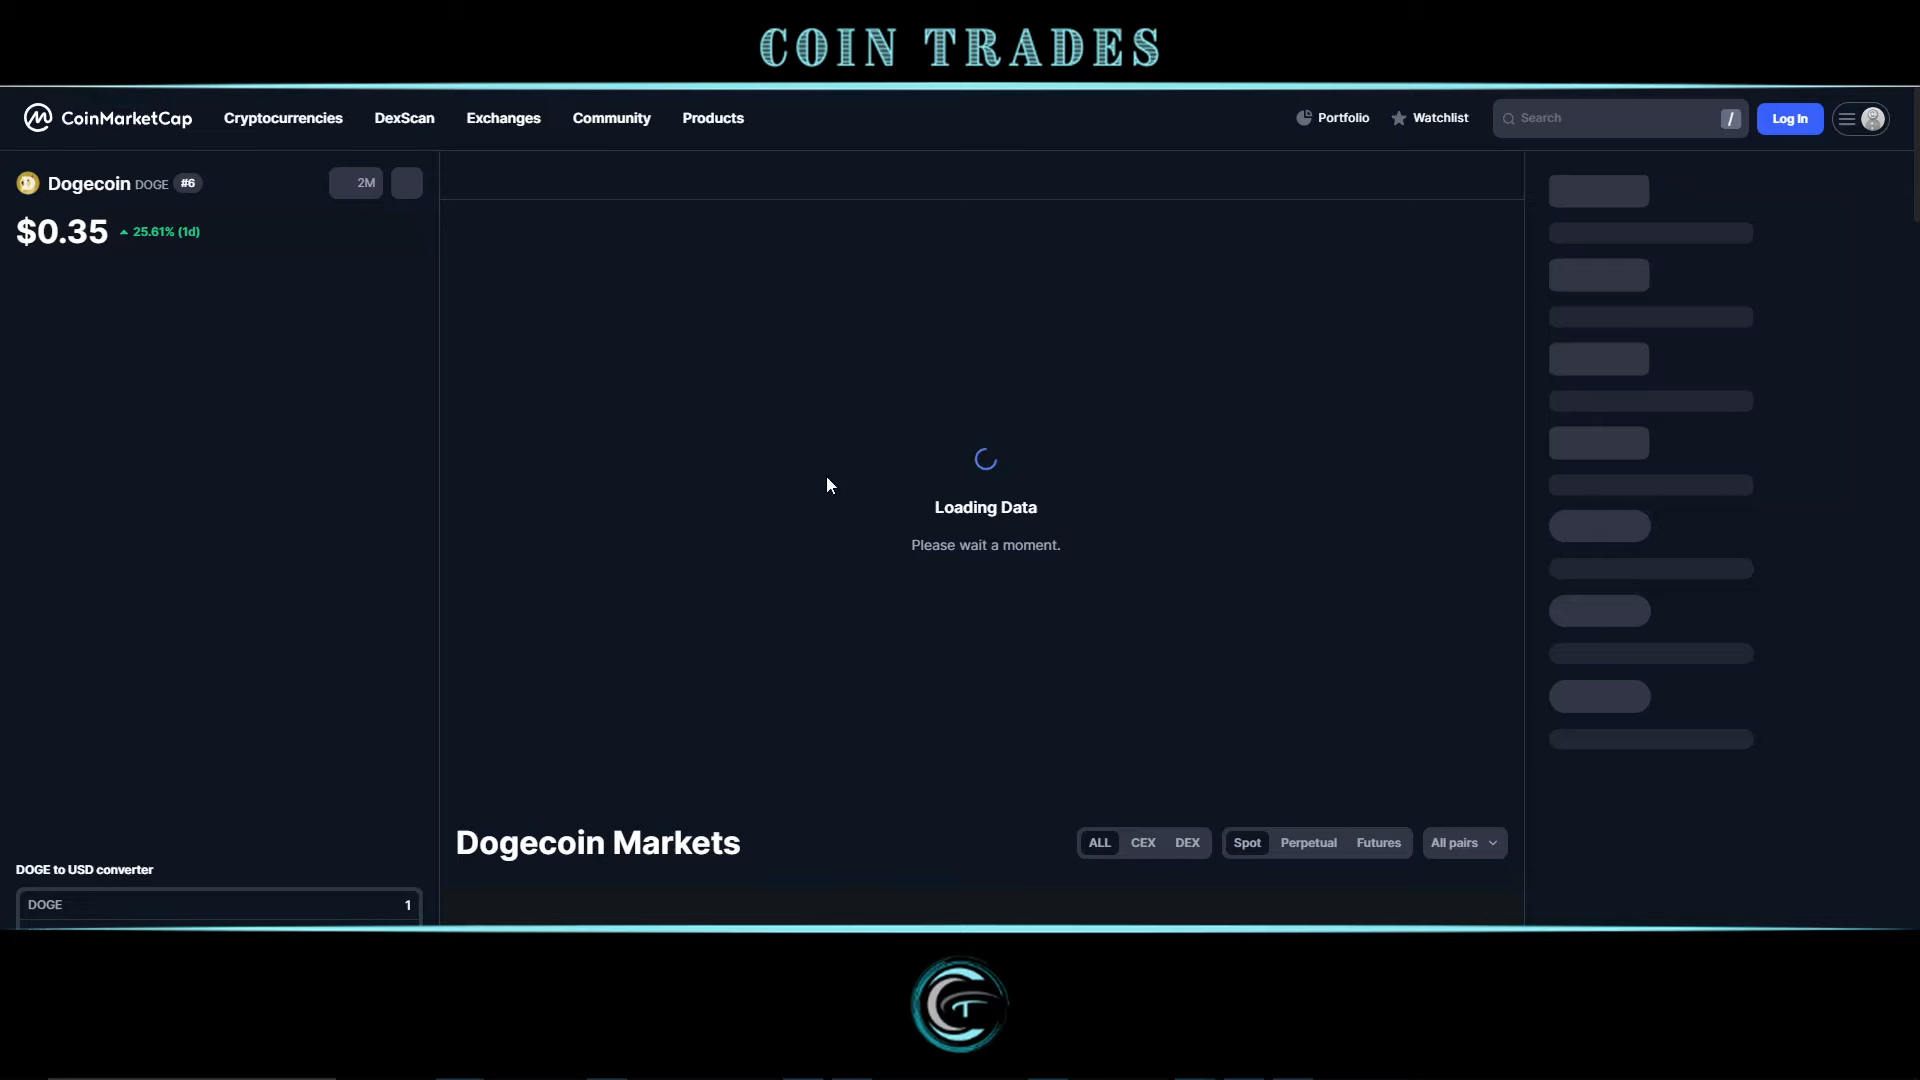 COIN TRADES
CoinMarketCap Cryptocurrencies DexScan Exchanges Community Products Portfolio Watchlist Search / Log In
Dogecoin DOGE #6 2M
$0.35 25.61% (1d)
Loading Data
Please wait a moment.
Dogecoin Markets ALL CEX DEX Spot Perpetual Futures All pairs
DOGE to USD converter
DOGE 1
CT